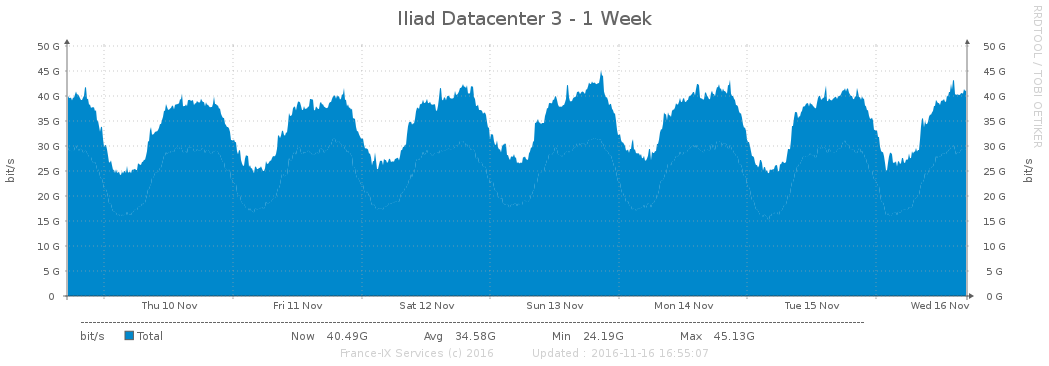 Iliad Datacenter 3 - 1 Week
RRDTOOL / TOBI OETIKER
50 G 50 G
45 G 45 G
40 G 40 G
35 G 35 G
30 G 30 G
25 G 25 G
20 G 20 G
15 G 15 G
10 G 10 G
5 G 5 G
0 0 G
bit/s bit/s
Thu 10 Nov Fri 11 Nov Sat 12 Nov Sun 13 Nov Mon 14 Nov Tue 15 Nov Wed 16 Nov
bit/s Total Now 40.49G Avg 34.58G Min 24.19G Max 45.13G
France-IX Services (c) 2016 Updated : 2016-11-16 16:55:07